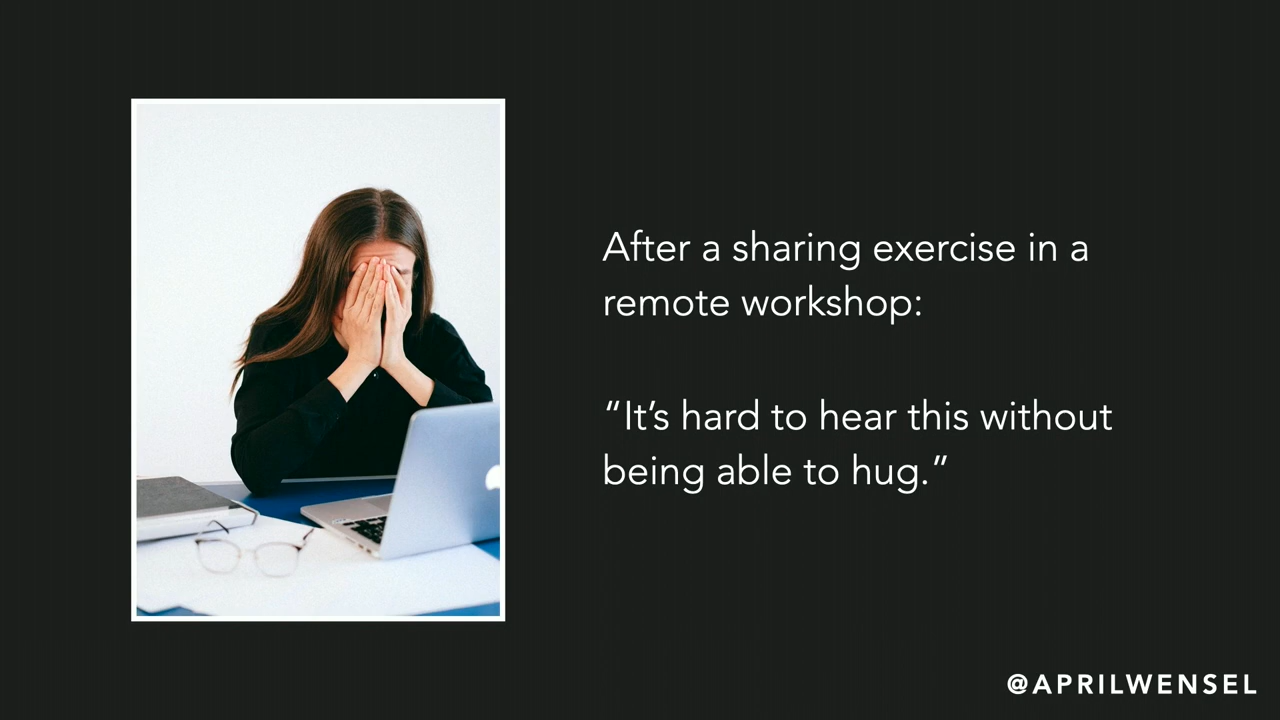 After a sharing exercise in a
remote workshop:
“It’s hard to hear this without
being able to hug.”
@APRILWENSEL